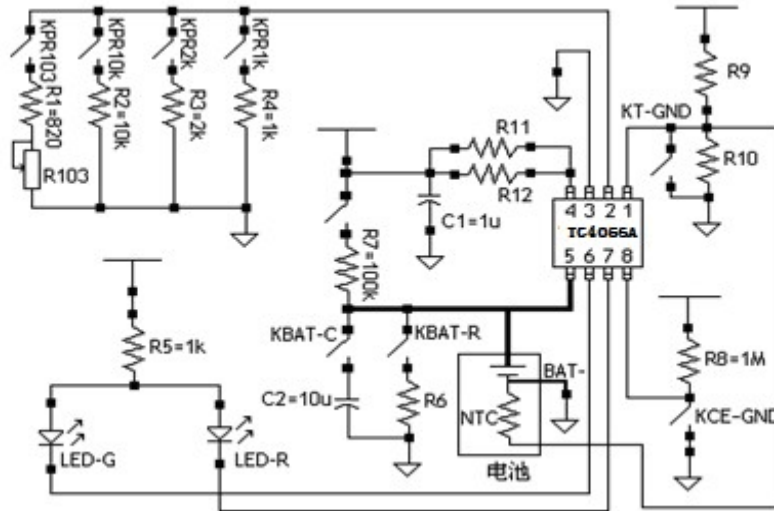 KPR103
R1=820
R103
KPR10k
R2=10k
KPR2k
R3=2k
KPR1k
R4=1k
R11
R12
C1=1u
R7=100k
KT-GND
R9
R10
4 3 2 1
TC4066A
5 6 7 8
R5=1k
LED-G
LED-R
KBAT-C
KBAT-R
C2=10u
R6
BAT-
NTC
电池
R8=1M
KCE-GND